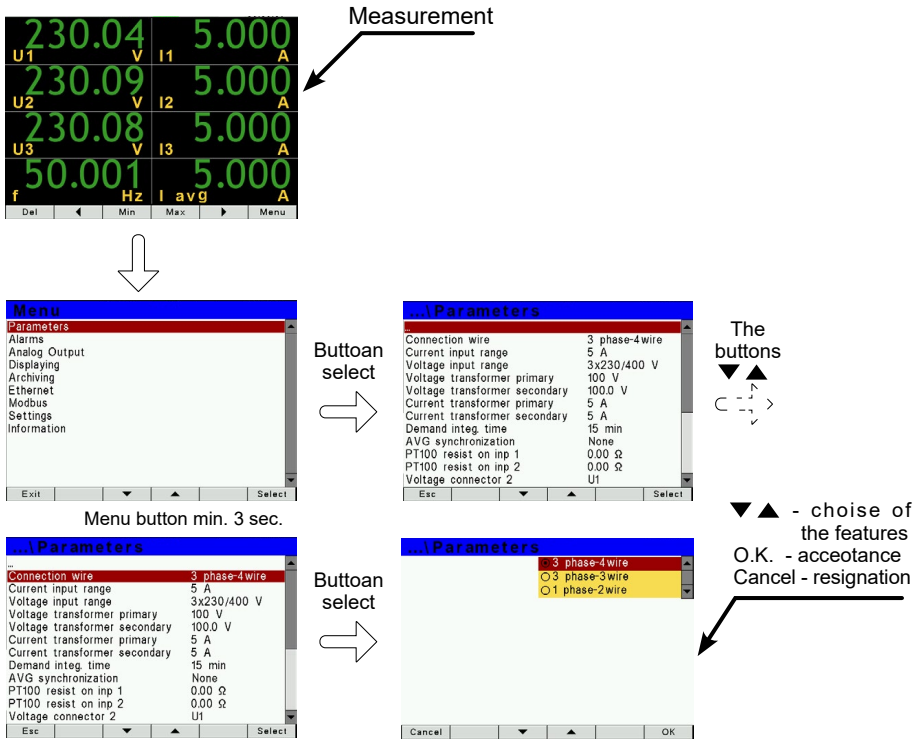 Measurement
230.04 5.000
U1 V I1 A
230.09 5.000
U2 V I2 A
230.08 5.000
U3 V I3 A
50.001 5.000
f Hz I avg A
Del ◄ Min Max ► Menu
Menu
Parameters
Alarms
Analog Output
Displaying
Archiving
Ethernet
Modbus
Settings
Information
Exit ▼ ▲ Select
Buttoan
select
...\Parameters
...
Connection wire 3 phase-4wire
Current input range 5 A
Voltage input range 3x230/400 V
Voltage transformer primary 100 V
Voltage transformer secondary 100.0 V
Current transformer primary 5 A
Current transformer secondary 5 A
Demand integ. time 15 min
AVG synchronization None
PT100 resist on inp 1 0.00 Ω
PT100 resist on inp 2 0.00 Ω
Voltage connector 2 U1
Esc ▼ ▲ Select
The
buttons
▼ ▲
Menu button min. 3 sec.
...\Parameters
...
Connection wire 3 phase-4wire
Current input range 5 A
Voltage input range 3x230/400 V
Voltage transformer primary 100 V
Voltage transformer secondary 100.0 V
Current transformer primary 5 A
Current transformer secondary 5 A
Demand integ. time 15 min
AVG synchronization None
PT100 resist on inp 1 0.00 Ω
PT100 resist on inp 2 0.00 Ω
Voltage connector 2 U1
Esc ▼ ▲ Select
Buttoan
select
...\Parameters
3 phase-4wire
3 phase-3wire
1 phase-2wire
Cancel ▼ ▲ OK
▼ ▲ - choise of
the features
O.K. - acceotance
Cancel - resignation